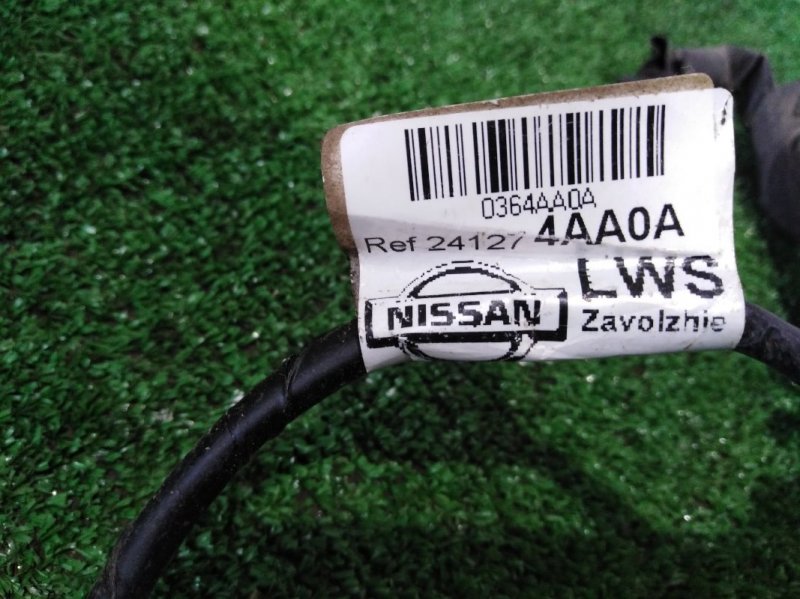 0364AA0A
Ref 24127 4AA0A
LWS
NISSAN
Zavolzhie